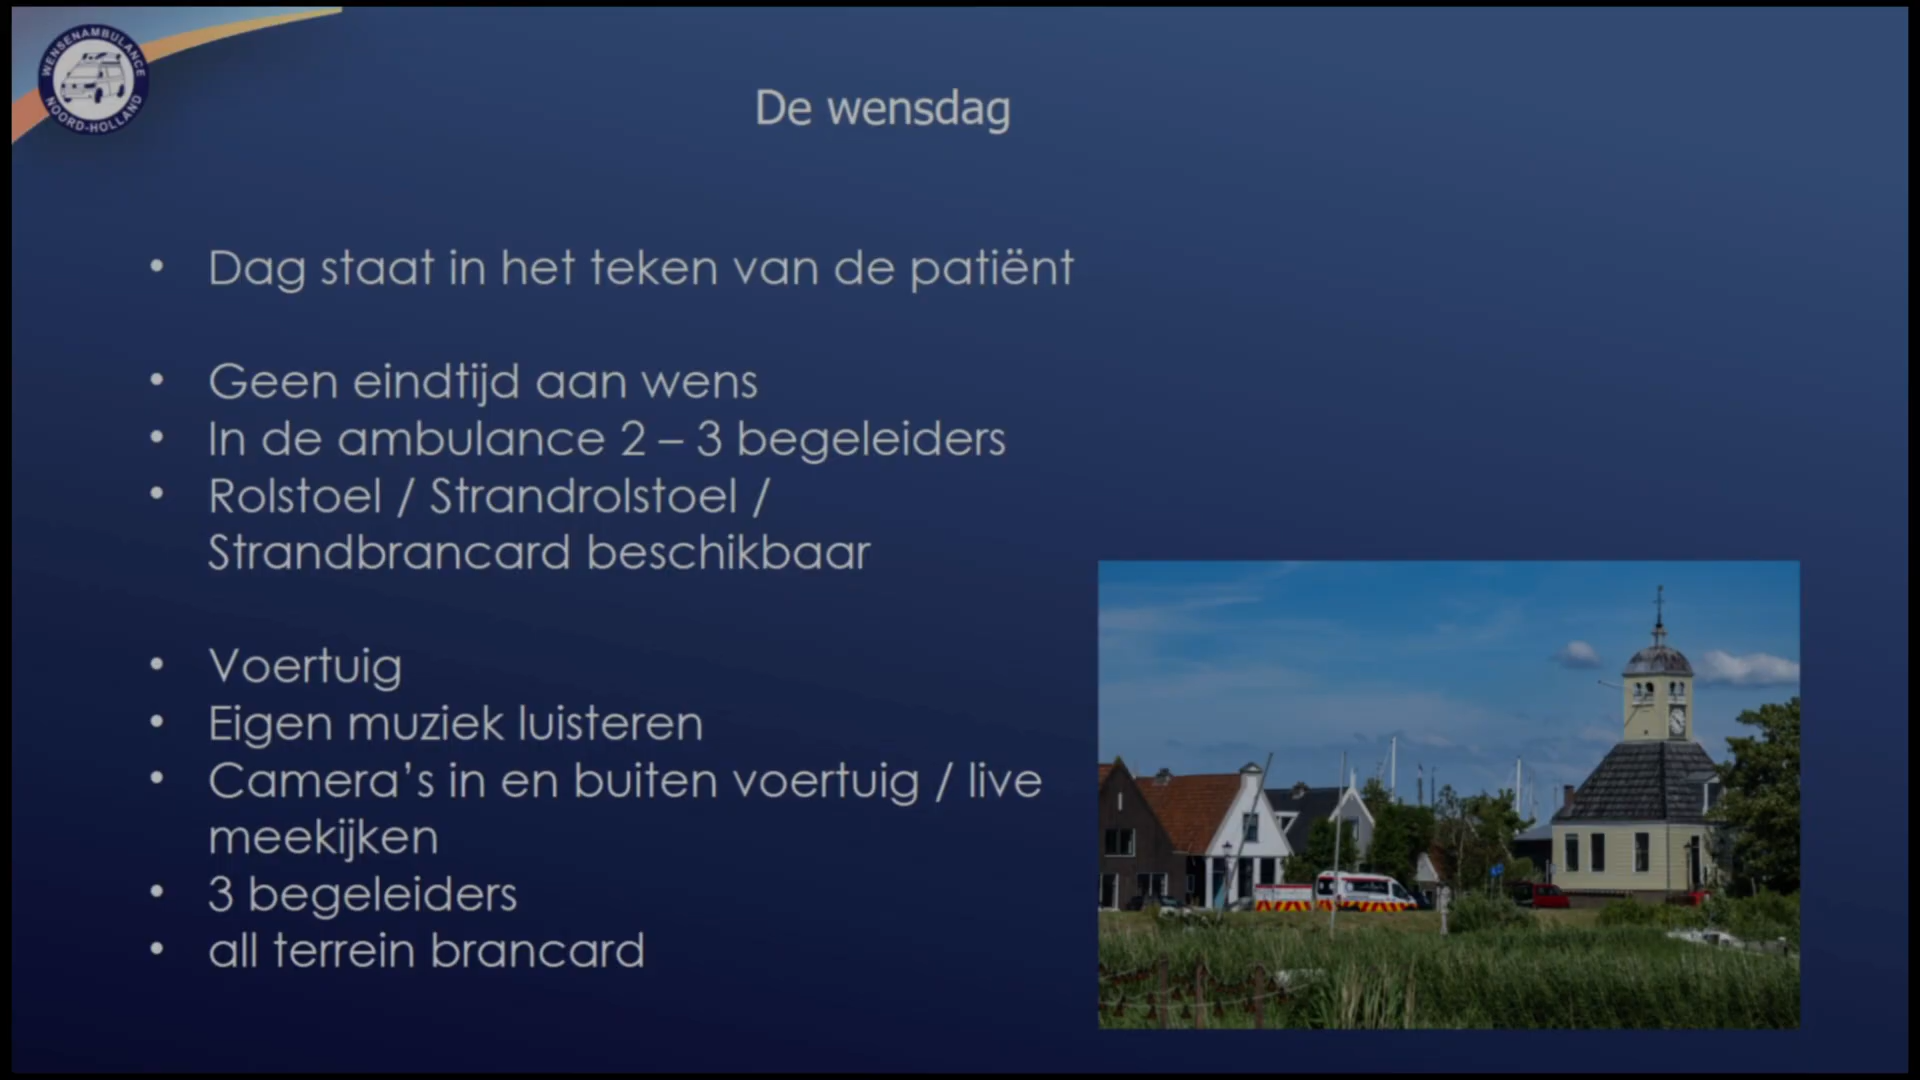 WENSENAMBULANCE
NOORD-HOLLAND
De wensdag
• Dag staat in het teken van de patiënt
• Geen eindtijd aan wens
• In de ambulance 2 – 3 begeleiders
• Rolstoel / Strandrolstoel /
Strandbrancard beschikbaar
• Voertuig
• Eigen muziek luisteren
• Camera’s in en buiten voertuig / live
meekijken
• 3 begeleiders
• all terrein brancard